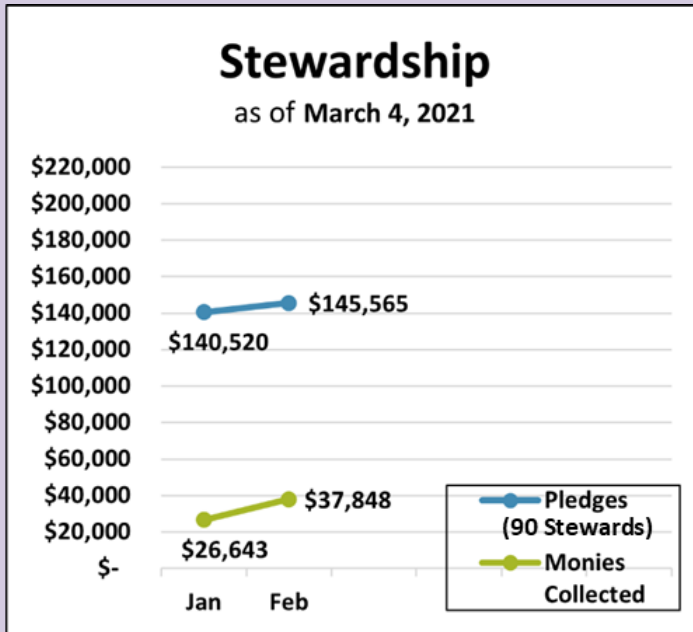 Stewardship
as of March 4, 2021
$220,000
$200,000
$180,000
$160,000
$140,000
$120,000
$100,000
$80,000
$60,000
$40,000
$20,000
$-
$145,565
$140,520
$37,848
$26,643
Jan Feb
Pledges
(90 Stewards)
Monies
Collected